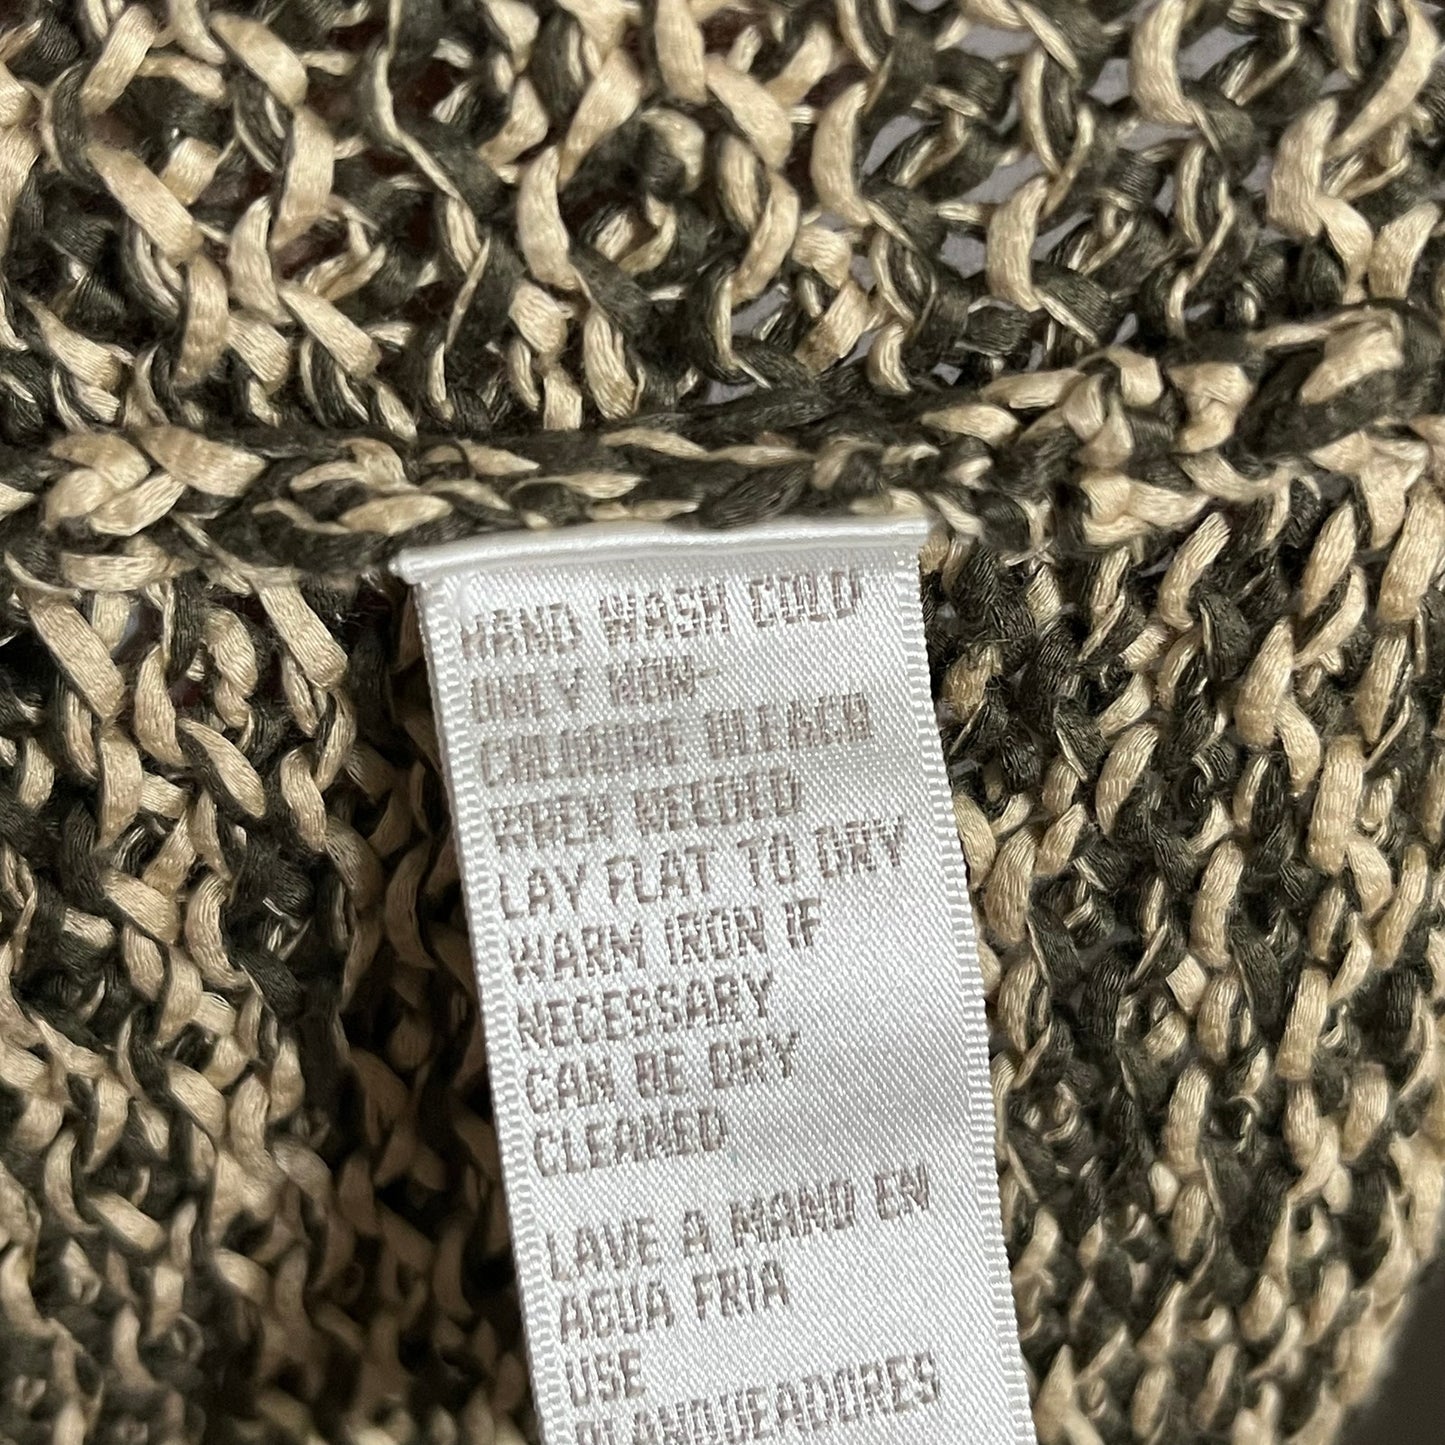 HAND WASH COLD
ONLY NON-
CHLORINE BLEACH
WHEN NEEDED
LAY FLAT TO DRY
WARM IRON IF
NECESSARY
CAN BE DRY
CLEANED
LAVE A MANO EN
AGUA FRIA
USE
BLANQUEADORES